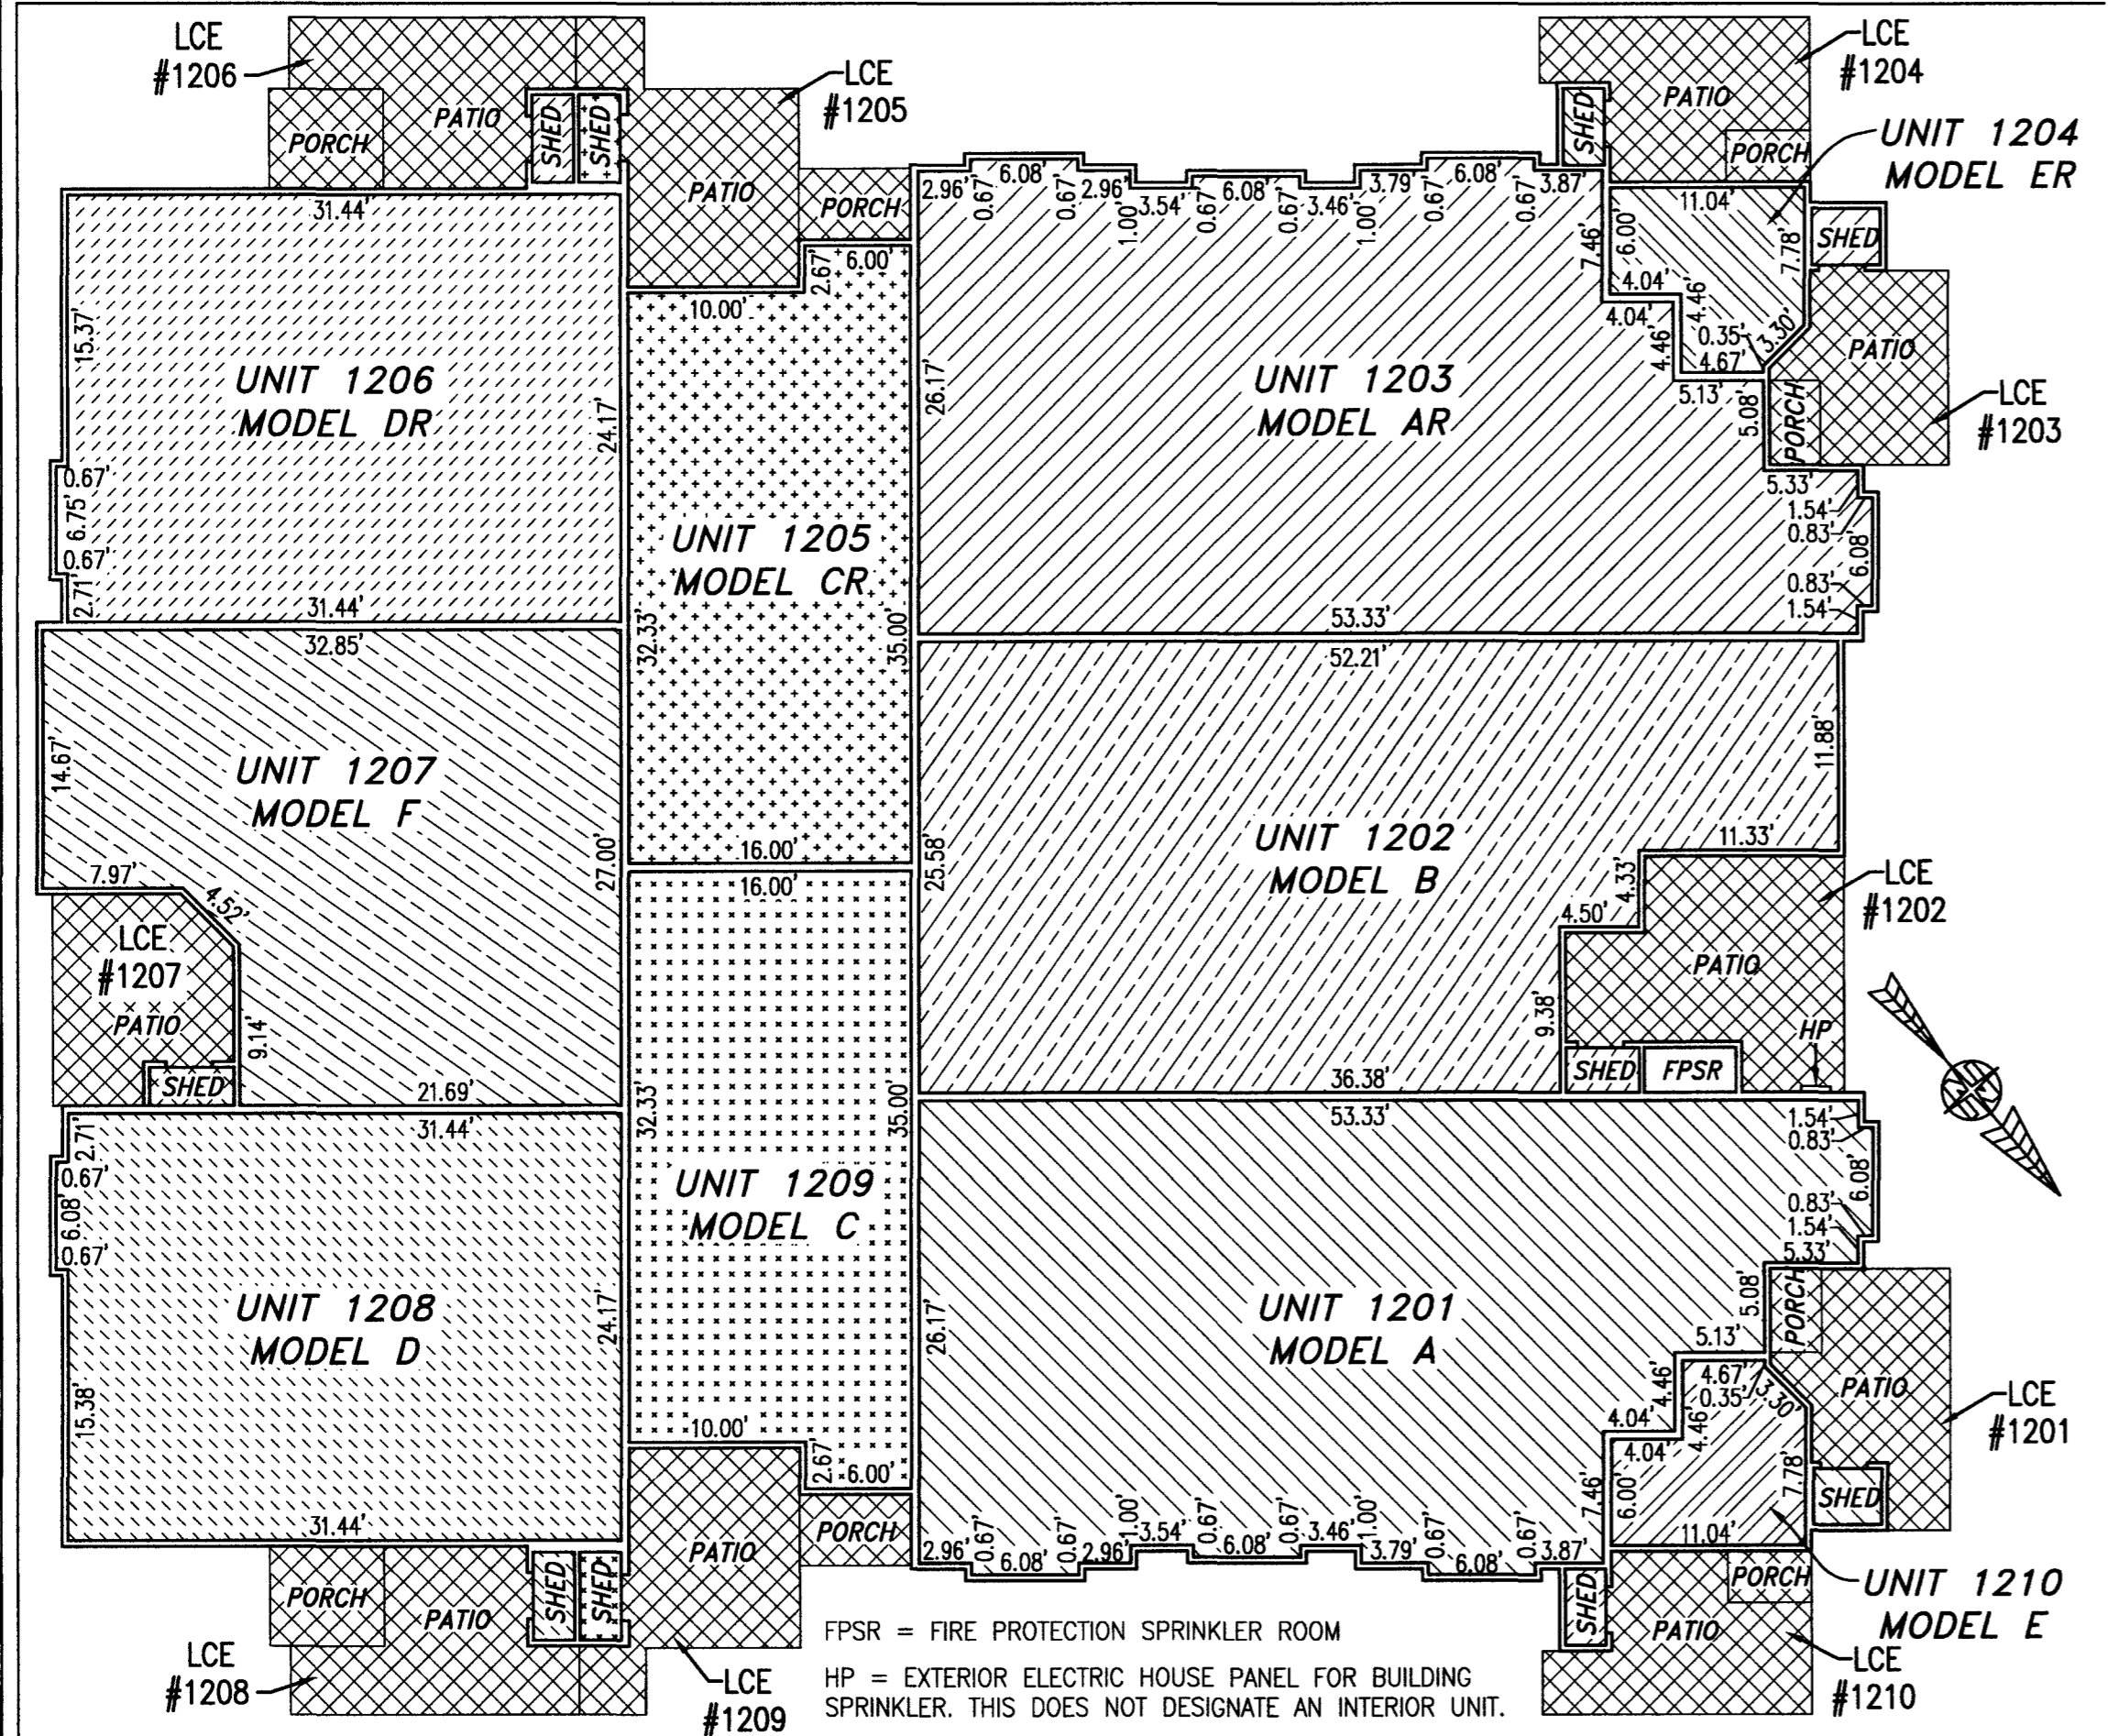 LCE
#1206
PORCH
PATIO
SHED
SHED
LCE
#1205
PATIO
PORCH
LCE
#1204
PATIO
SHED
PORCH
UNIT 1204
MODEL ER
SHED
PATIO
PORCH
LCE
#1203
31.44'
15.37'
UNIT 1206
MODEL DR
24.17'
0.67'
6.75'
0.67'
2.71'
31.44'
2.67'
6.00'
10.00'
UNIT 1205
MODEL CR
32.33'
35.00'
16.00'
2.96'
0.67'
6.08'
0.67'
2.96'
1.00'
3.54'
0.67'
6.08'
0.67'
3.46'
1.00'
3.79'
0.67'
6.08'
0.67'
3.87'
7.46'
6.00'
11.04'
7.78'
4.04'
4.46'
0.35'
3.30'
4.67'
4.04'
4.46'
5.13'
5.08'
26.17'
UNIT 1203
MODEL AR
5.33'
1.54'
0.83'
6.08'
0.83'
1.54'
53.33'
32.85'
14.67'
UNIT 1207
MODEL F
27.00'
7.97'
4.52'
LCE
#1207
PATIO
9.14'
SHED
21.69'
52.21'
11.88'
25.58'
UNIT 1202
MODEL B
11.33'
4.33'
4.50'
LCE
#1202
PATIO
9.38'
HP
SHED
FPSR
36.38'
16.00'
32.33'
35.00'
UNIT 1209
MODEL C
10.00'
2.67'
6.00'
31.44'
2.71'
0.67'
6.08'
0.67'
UNIT 1208
MODEL D
24.17'
15.38'
31.44'
53.33'
1.54'
0.83'
6.08'
0.83'
1.54'
5.33'
26.17'
UNIT 1201
MODEL A
5.08'
PORCH
5.13'
4.46'
4.67'
0.35'
3.30'
PATIO
LCE
#1201
4.04'
4.46'
4.04'
7.46'
6.00'
7.78'
SHED
11.04'
2.96'
0.67'
6.08'
0.67'
2.96'
1.00'
3.54'
0.67'
6.08'
0.67'
3.46'
1.00'
3.79'
0.67'
6.08'
0.67'
3.87'
PORCH
PATIO
SHED
SHED
PATIO
PORCH
LCE
#1208
LCE
#1209
SHED
PATIO
PORCH
UNIT 1210
MODEL E
LCE
#1210
FPSR = FIRE PROTECTION SPRINKLER ROOM
HP = EXTERIOR ELECTRIC HOUSE PANEL FOR BUILDING
SPRINKLER. THIS DOES NOT DESIGNATE AN INTERIOR UNIT.